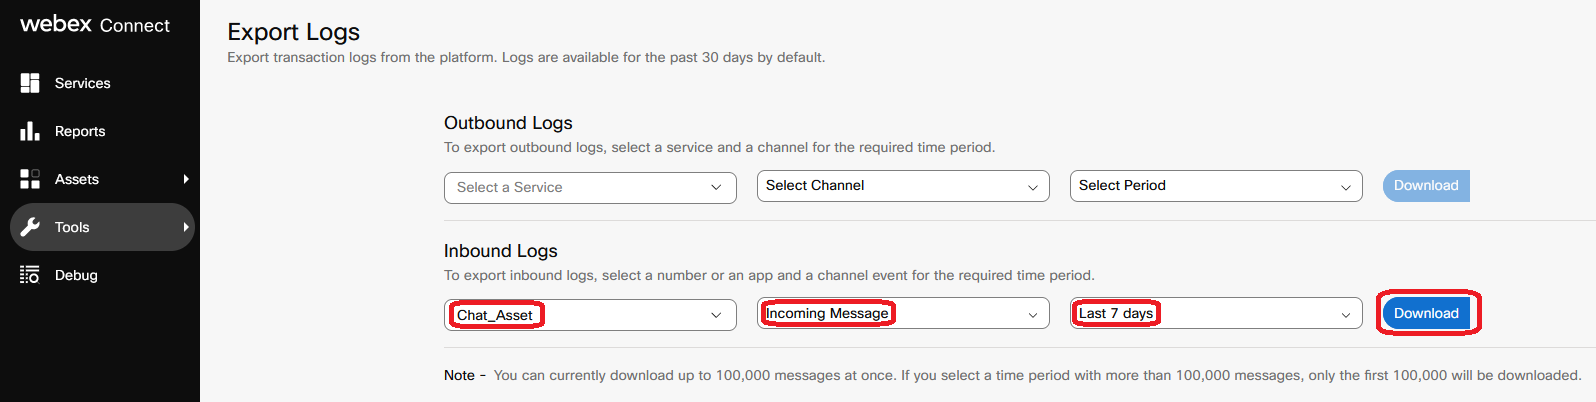 webex Connect
Services
Reports
Assets
Tools
Debug
Export Logs
Export transaction logs from the platform. Logs are available for the past 30 days by default.
Outbound Logs
To export outbound logs, select a service and a channel for the required time period.
Select a Service Select Channel Select Period Download
Inbound Logs
To export inbound logs, select a number or an app and a channel event for the required time period.
Chat_Asset Incoming Message Last 7 days Download
Note - You can currently download up to 100,000 messages at once. If you select a time period with more than 100,000 messages, only the first 100,000 will be downloaded.